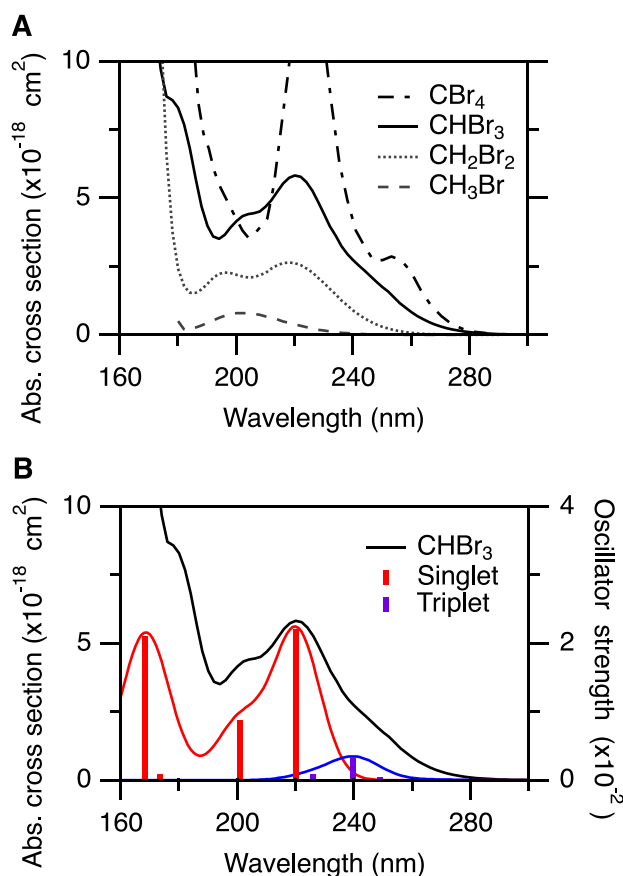 A
Abs. cross section (x10⁻¹⁸ cm²)
10
5
0
CBr₄
CHBr₃
CH₂Br₂
CH₃Br
160 200 240 280
Wavelength (nm)
B
Abs. cross section (x10⁻¹⁸ cm²)
10
5
0
CHBr₃
Singlet
Triplet
4
2
0
Oscillator strength (x10⁻²)
160 200 240 280
Wavelength (nm)